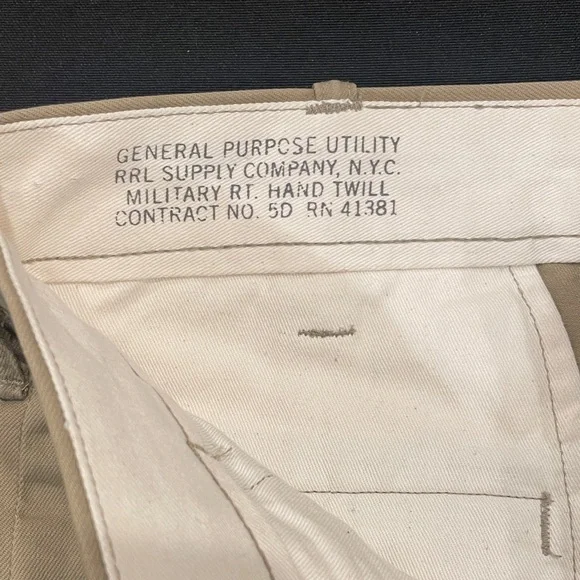 GENERAL PURPOSE UTILITY
RRL SUPPLY COMPANY, N.Y.C.
MILITARY RT. HAND TWILL
CONTRACT NO. 5D RN 41381